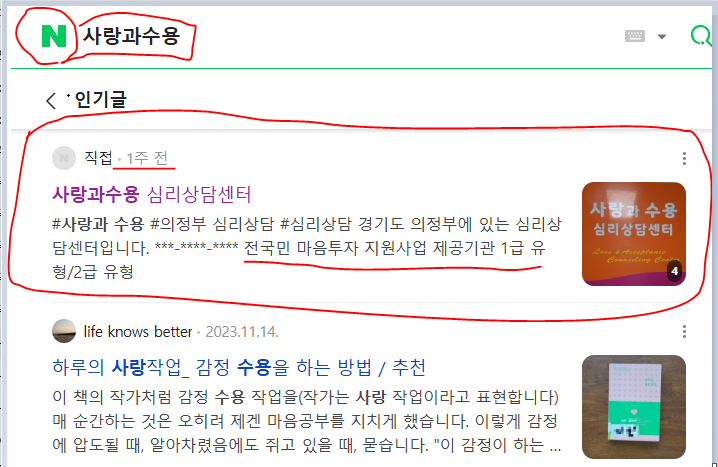 N 사랑과수용
인기글
N 직접 · 1주 전
사랑과수용 심리상담센터
#사랑과 수용 #의정부 심리상담 #심리상담 경기도 의정부에 있는 심리상
담센터입니다. ***-****-**** 전국민 마음투자 지원사업 제공기관 1급 유
형/2급 유형
사랑과 수용
심리상담센터
Love & Acceptance
Counseling Center
4
life knows better · 2023.11.14.
하루의 사랑작업_ 감정 수용을 하는 방법 / 추천
이 책의 작가처럼 감정 수용 작업을(작가는 사랑 작업이라고 표현합니다)
매 순간하는 것은 오히려 제겐 마음공부를 지치게 했습니다. 이렇게 감정
에 압도될 때, 알아차렸음에도 쥐고 있을 때, 묻습니다. "이 감정이 하는 ...